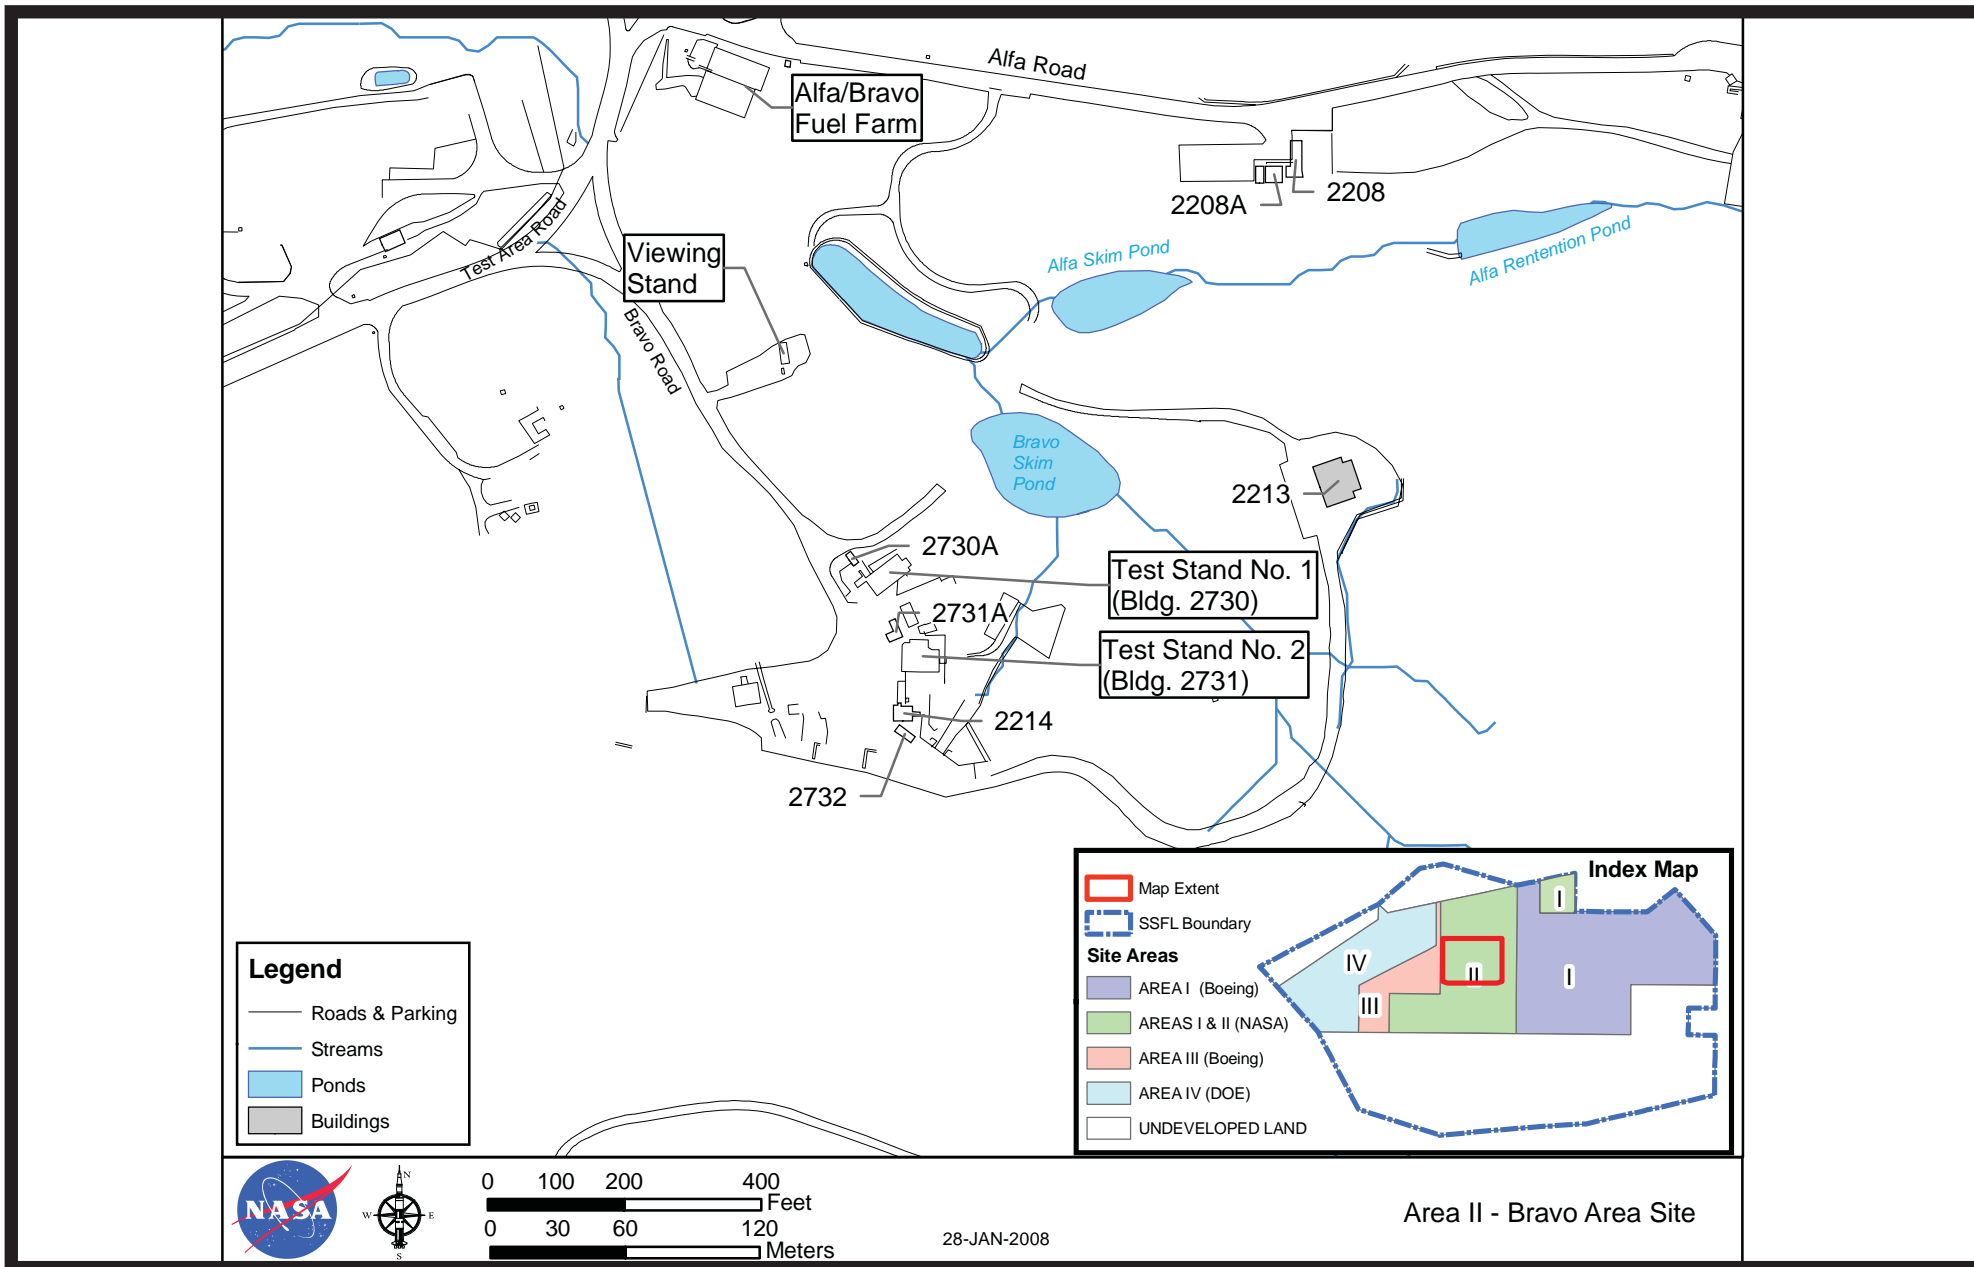 Alfa Road
Alfa/Bravo
Fuel Farm
2208A
2208
Test Area Road
Viewing
Stand
Alfa Skim Pond
Alfa Rentention Pond
Bravo Road
Bravo
Skim
Pond
2213
2730A
Test Stand No. 1
(Bldg. 2730)
2731A
Test Stand No. 2
(Bldg. 2731)
2214
2732
Index Map
Map Extent
SSFL Boundary
Site Areas
AREA I (Boeing)
AREAS I & II (NASA)
AREA III (Boeing)
AREA IV (DOE)
UNDEVELOPED LAND
I
IV
II
I
III
Legend
Roads & Parking
Streams
Ponds
Buildings
NASA
N
W
E
S
0 100 200 400
Feet
0 30 60 120
Meters
28-JAN-2008
Area II - Bravo Area Site